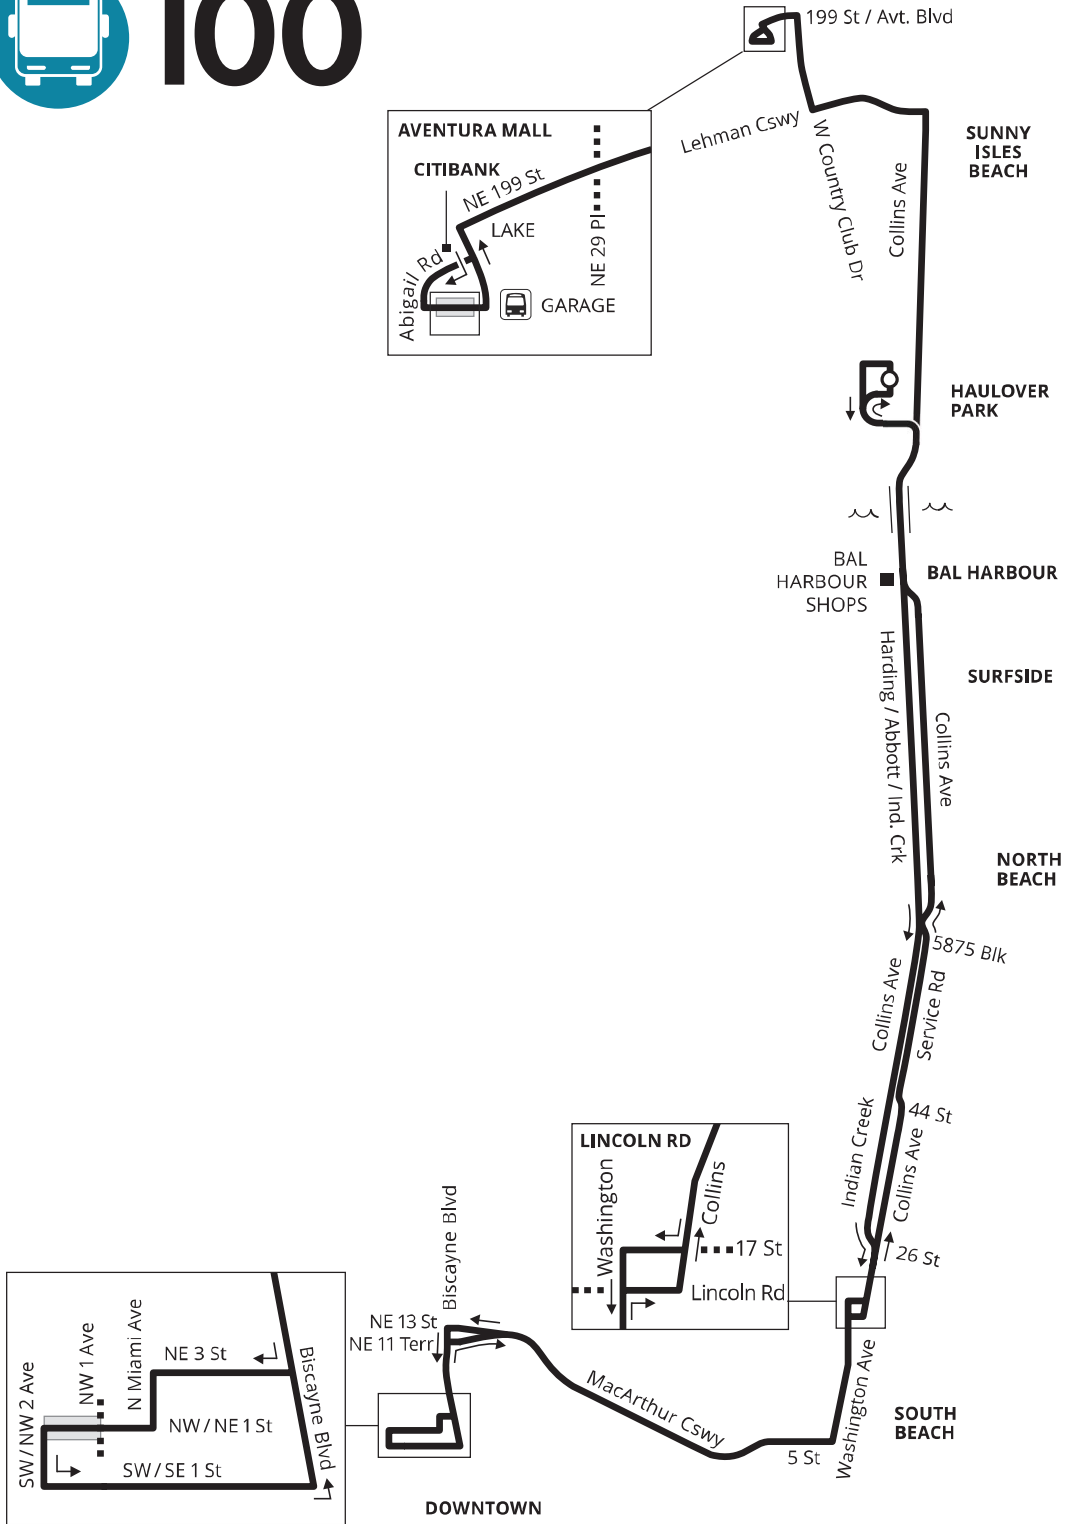 100
199 St / Avt. Blvd
Lehman Cswy
W Country Club Dr
Collins Ave
SUNNY
ISLES
BEACH
AVENTURA MALL
CITIBANK
NE 199 St
LAKE
NE 29 Pl
Abigail Rd
GARAGE
HAULOVER
PARK
BAL
HARBOUR
SHOPS
BAL HARBOUR
Harding / Abbott / Ind. Crk
SURFSIDE
Collins Ave
NORTH
BEACH
5875 Blk
Collins Ave
Service Rd
44 St
Indian Creek
Collins Ave
26 St
LINCOLN RD
Washington
Collins
17 St
Lincoln Rd
Biscayne Blvd
NE 13 St
NE 11 Terr
MacArthur Cswy
5 St
Washington Ave
SOUTH
BEACH
SW / NW 2 Ave
NW 1 Ave
N Miami Ave
NE 3 St
Biscayne Blvd
NW / NE 1 St
SW / SE 1 St
DOWNTOWN